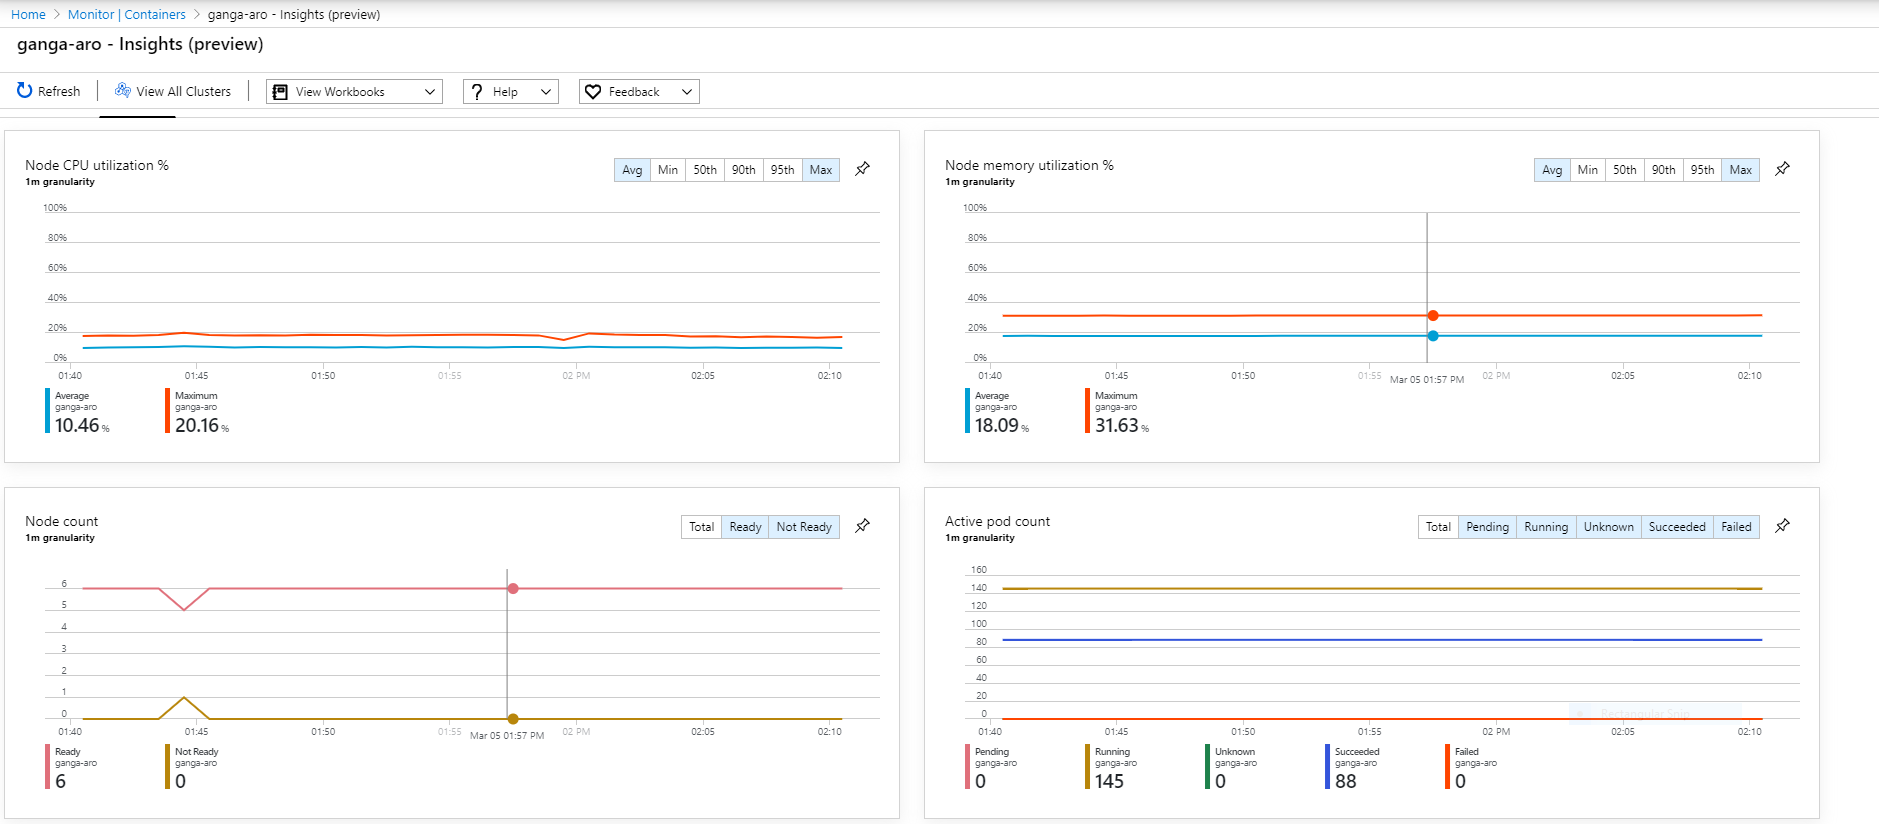 Home > Monitor | Containers > ganga-aro - Insights (preview)
ganga-aro - Insights (preview)
Refresh View All Clusters View Workbooks Help Feedback
Node CPU utilization %
1m granularity
Avg Min 50th 90th 95th Max
100%
80%
60%
40%
20%
0%
01:40 01:45 01:50 01:55 02 PM 02:05 02:10
Average Maximum
ganga-aro ganga-aro
10.46 % 20.16 %
Node memory utilization %
1m granularity
Avg Min 50th 90th 95th Max
100%
80%
60%
40%
20%
0%
01:40 01:45 01:50 01:55 Mar 05 01:57 PM 02 PM 02:05 02:10
Average Maximum
ganga-aro ganga-aro
18.09 % 31.63 %
Node count
1m granularity
Total Ready Not Ready
6
5
4
3
2
1
0
01:40 01:45 01:50 01:55 Mar 05 01:57 PM 02 PM 02:05 02:10
Ready Not Ready
ganga-aro ganga-aro
6 0
Active pod count
1m granularity
Total Pending Running Unknown Succeeded Failed
160
140
120
100
80
60
40
20
0
Rectangular Snip
01:40 01:45 01:50 01:55 02 PM 02:05 02:10
Pending Running Unknown Succeeded Failed
ganga-aro ganga-aro ganga-aro ganga-aro ganga-aro
0 145 0 88 0